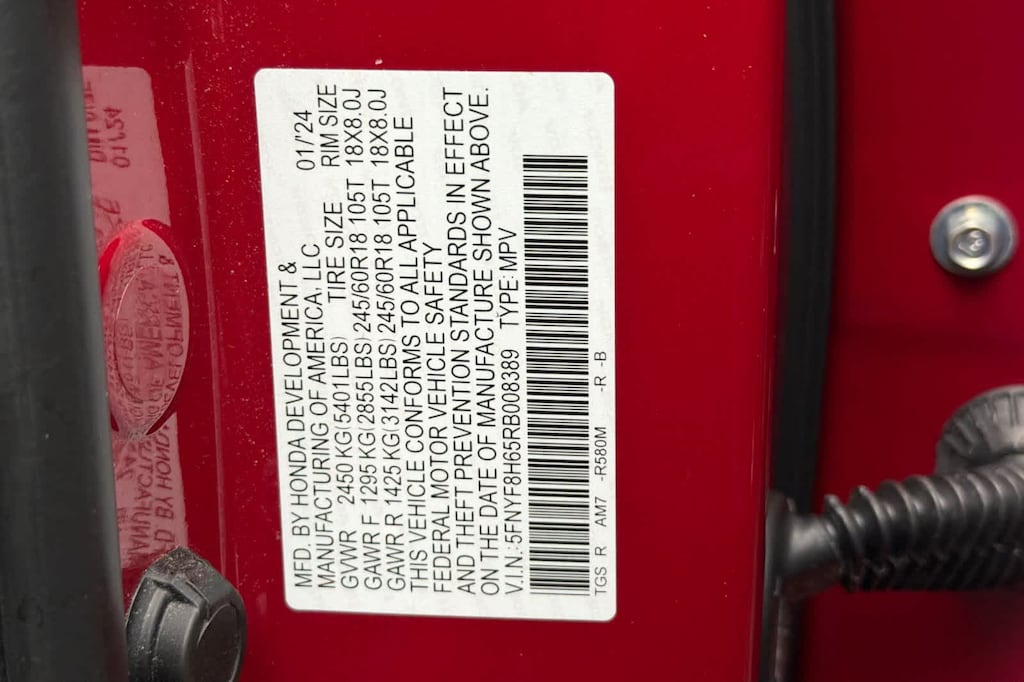 MFD. BY HONDA DEVELOPMENT &
MANUFACTURING OF AMERICA, LLC 01/'24
GVWR 2450 KG(5401LBS) TIRE SIZE RIM SIZE
GAWR F 1295 KG(2855LBS) 245/60R18 105T 18X8.0J
GAWR R 1425 KG(3142LBS) 245/60R18 105T 18X8.0J
THIS VEHICLE CONFORMS TO ALL APPLICABLE
FEDERAL MOTOR VEHICLE SAFETY
AND THEFT PREVENTION STANDARDS IN EFFECT
ON THE DATE OF MANUFACTURE SHOWN ABOVE.
V.I.N.:5FNYF8H65RB008389 TYPE:MPV
TGS R AM7 -R580M -R -B